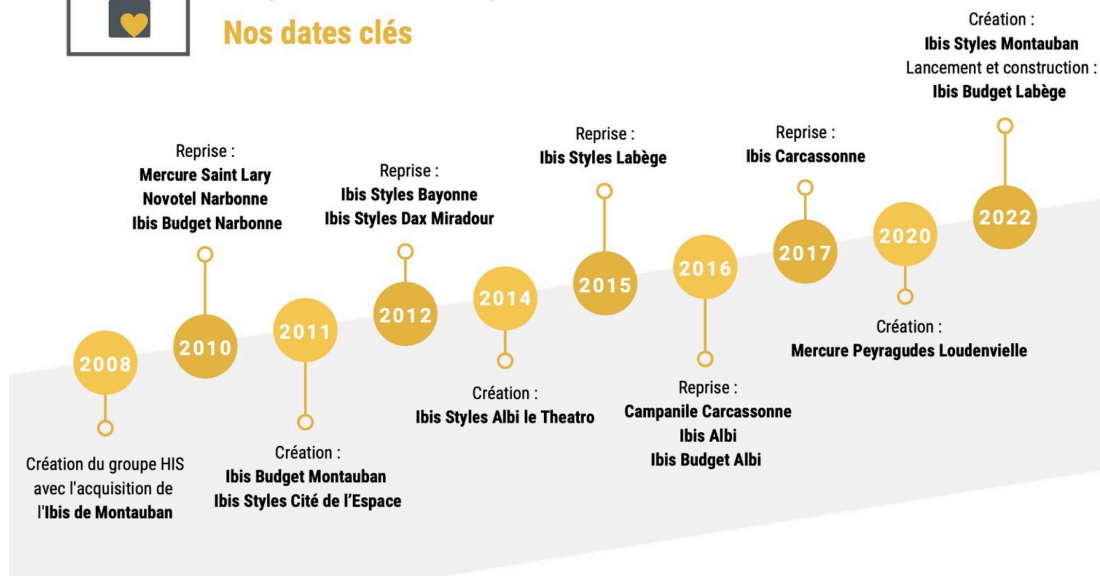 Nos dates clés
2008
Création du groupe HIS
avec l'acquisition de
l'Ibis de Montauban
Reprise :
Mercure Saint Lary
Novotel Narbonne
Ibis Budget Narbonne
2010
2011
Création :
Ibis Budget Montauban
Ibis Styles Cité de l’Espace
Reprise :
Ibis Styles Bayonne
Ibis Styles Dax Miradour
2012
2014
Création :
Ibis Styles Albi le Theatro
Reprise :
Ibis Styles Labège
2015
2016
Reprise :
Campanile Carcassonne
Ibis Albi
Ibis Budget Albi
Reprise :
Ibis Carcassonne
2017
2020
Création :
Mercure Peyragudes Loudenvielle
Création :
Ibis Styles Montauban
Lancement et construction :
Ibis Budget Labège
2022